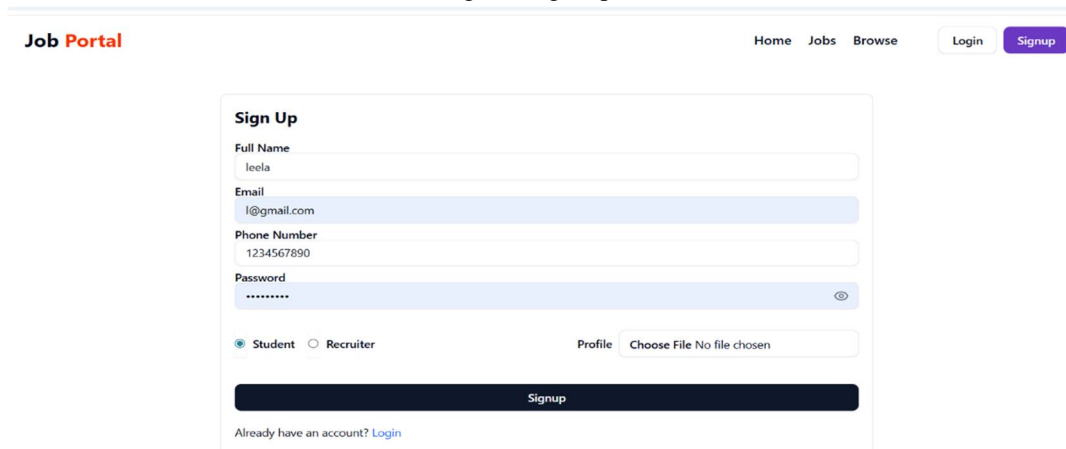 Job Portal Home Jobs Browse Login Signup
Sign Up
Full Name
leela
Email
l@gmail.com
Phone Number
1234567890
Password
•••••••••
Student Recruiter Profile Choose File No file chosen
Signup
Already have an account? Login